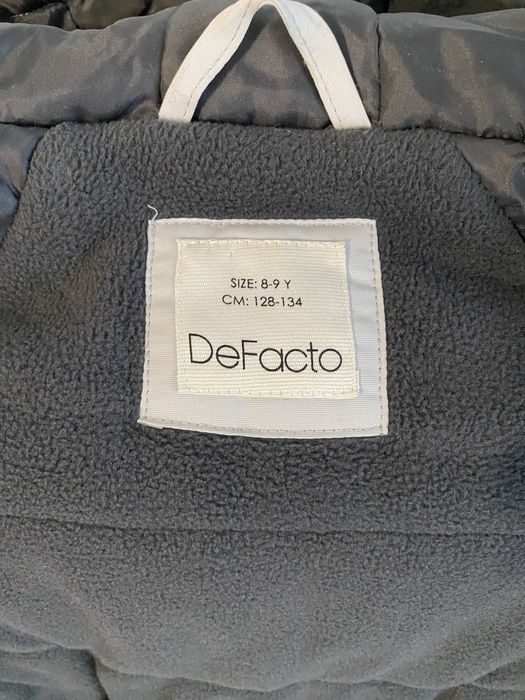 SIZE: 8-9 Y
CM: 128-134
DeFacto